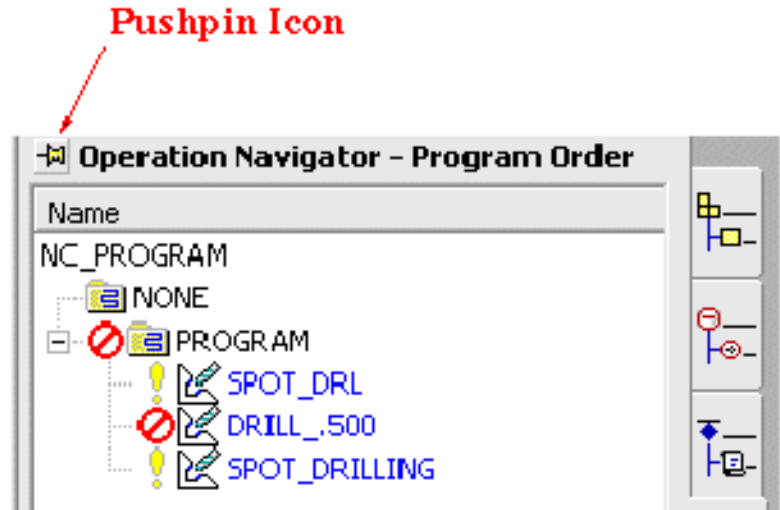 Pushpin Icon
Operation Navigator - Program Order
Name
NC_PROGRAM
NONE
PROGRAM
SPOT_DRL
DRILL_.500
SPOT_DRILLING